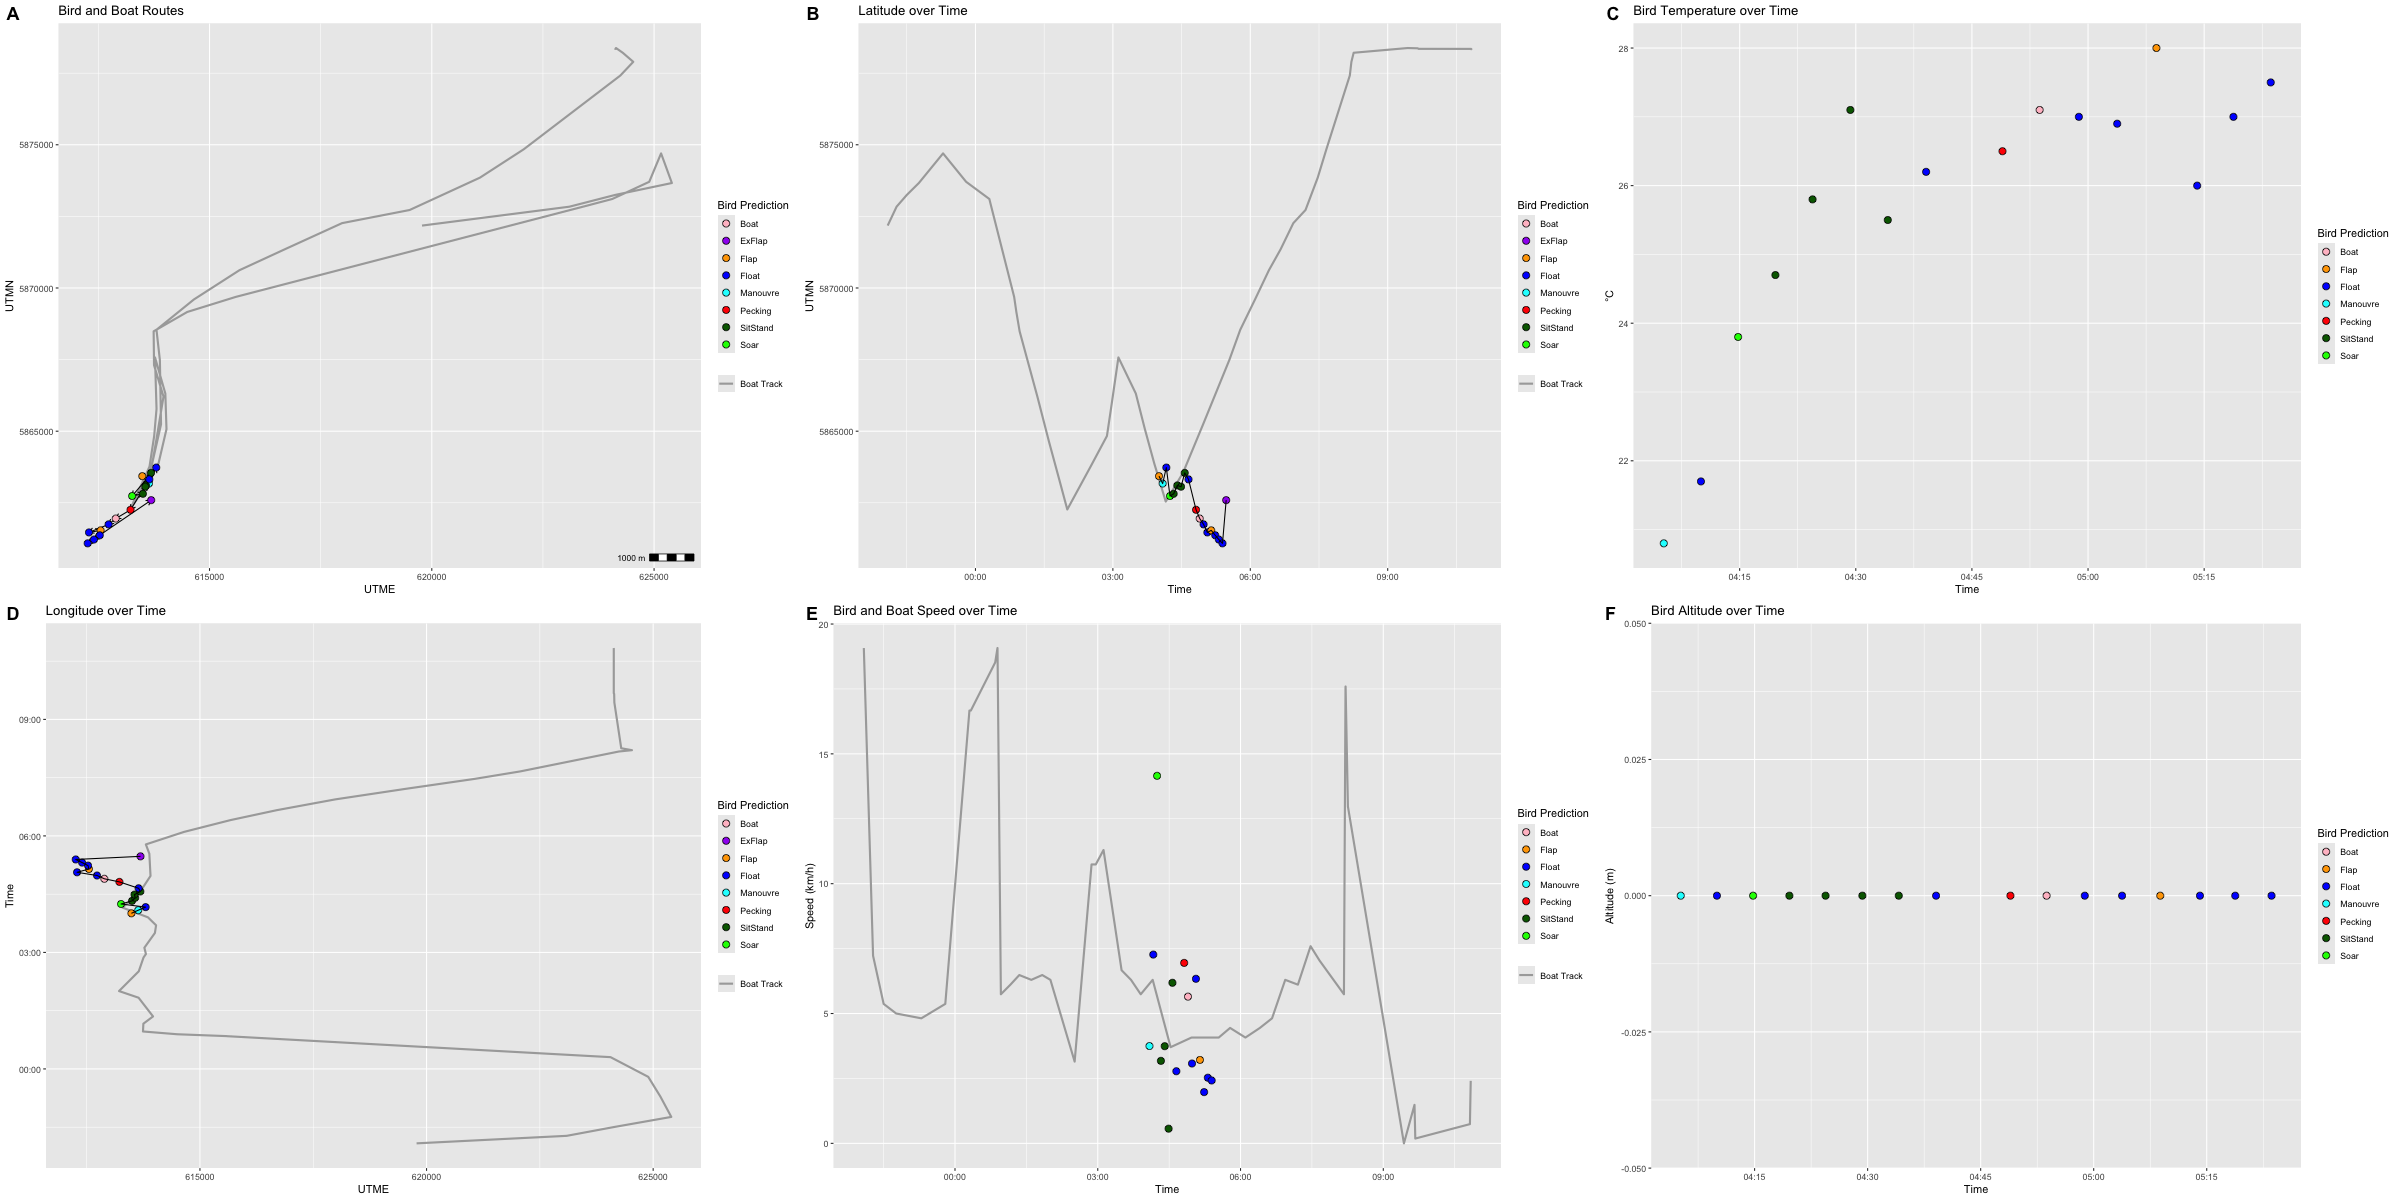 A Bird and Boat Routes
5875000
5870000
5865000
UTMN
615000 620000 625000
UTME
1000 m
Bird Prediction
Boat
ExFlap
Flap
Float
Manouvre
Pecking
SitStand
Soar
Boat Track
B Latitude over Time
5875000
5870000
5865000
UTMN
00:00 03:00 06:00 09:00
Time
Bird Prediction
Boat
ExFlap
Flap
Float
Manouvre
Pecking
SitStand
Soar
Boat Track
C Bird Temperature over Time
28
26
24
22
°C
04:15 04:30 04:45 05:00 05:15
Time
Bird Prediction
Boat
Flap
Float
Manouvre
Pecking
SitStand
Soar
D Longitude over Time
09:00
06:00
03:00
00:00
Time
615000 620000 625000
UTME
Bird Prediction
Boat
ExFlap
Flap
Float
Manouvre
Pecking
SitStand
Soar
Boat Track
E Bird and Boat Speed over Time
20
15
10
5
0
Speed (km/h)
00:00 03:00 06:00 09:00
Time
Bird Prediction
Boat
Flap
Float
Manouvre
Pecking
SitStand
Soar
Boat Track
F Bird Altitude over Time
0.050
0.025
0.000
-0.025
-0.050
Altitude (m)
04:15 04:30 04:45 05:00 05:15
Time
Bird Prediction
Boat
Flap
Float
Manouvre
Pecking
SitStand
Soar